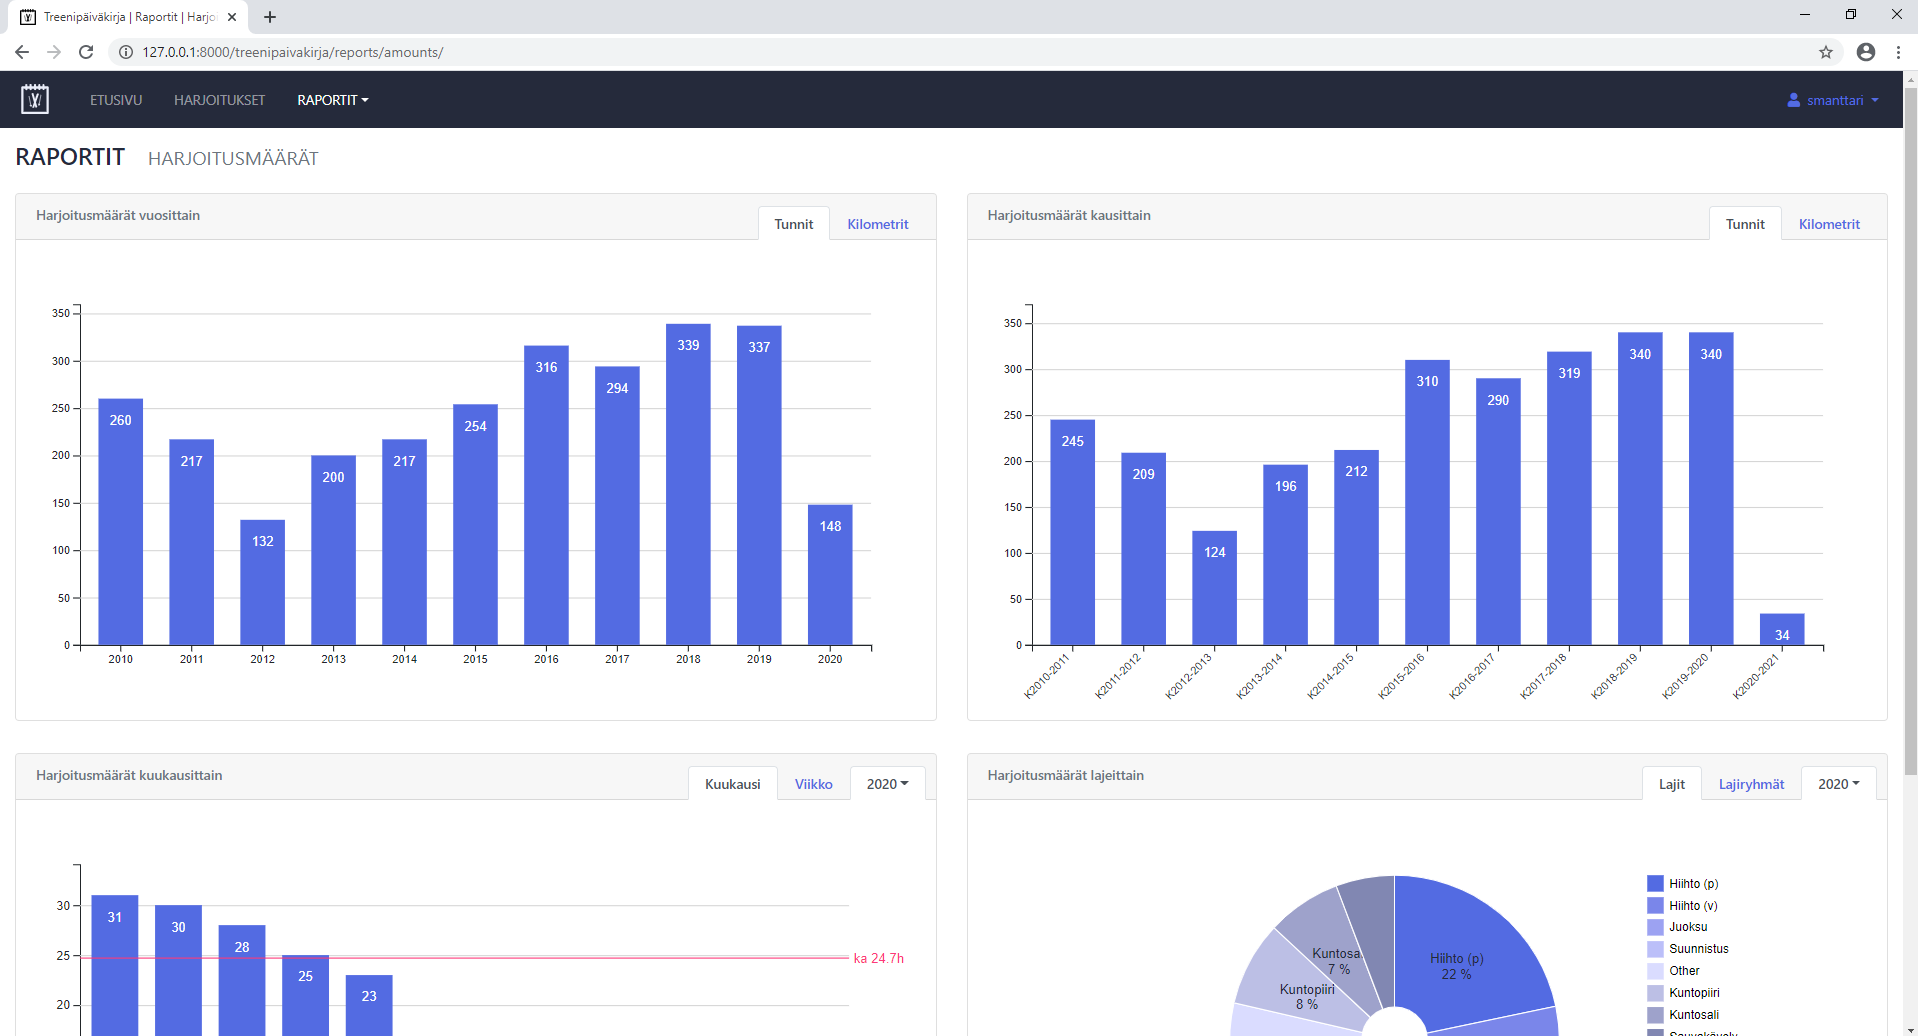 Treenipäiväkirja | Raportit | Harjo
127.0.0.1:8000/treenipaivakirja/reports/amounts/
ETUSIVU HARJOITUKSET RAPORTIT smanttari
RAPORTIT HARJOITUSMÄÄRÄT
Harjoitusmäärät vuosittain
Tunnit Kilometrit
350
300
250
200
150
100
50
0
260 217 132 200 217 254 316 294 339 337 148
2010 2011 2012 2013 2014 2015 2016 2017 2018 2019 2020
Harjoitusmäärät kausittain
Tunnit Kilometrit
350
300
250
200
150
100
50
0
245 209 124 196 212 310 290 319 340 340 34
K2010-2011 K2011-2012 K2012-2013 K2013-2014 K2014-2015 K2015-2016 K2016-2017 K2017-2018 K2018-2019 K2019-2020 K2020-2021
Harjoitusmäärät kuukausittain
Kuukausi Viikko 2020
30
25
20
31 30 28 25 23
ka 24.7h
Harjoitusmäärät lajeittain
Lajit Lajiryhmät 2020
Hiihto (p)
22 %
Kuntosa
7 %
Kuntopiiri
8 %
Hiihto (p)
Hiihto (v)
Juoksu
Suunnistus
Other
Kuntopiiri
Kuntosali